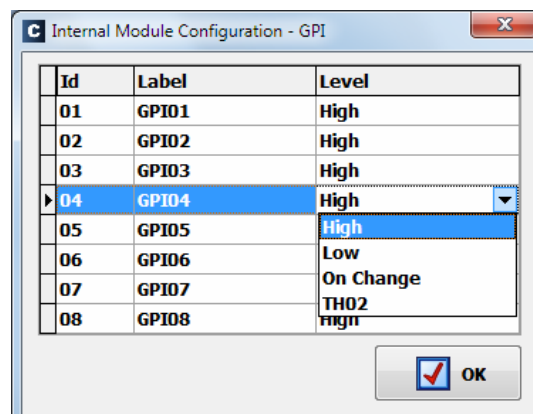 C Internal Module Configuration - GPI
Id Label Level
01 GPI01 High
02 GPI02 High
03 GPI03 High
04 GPI04 High
05 GPI05 High
06 GPI06 Low
07 GPI07 On Change
TH02
08 GPI08 High
OK